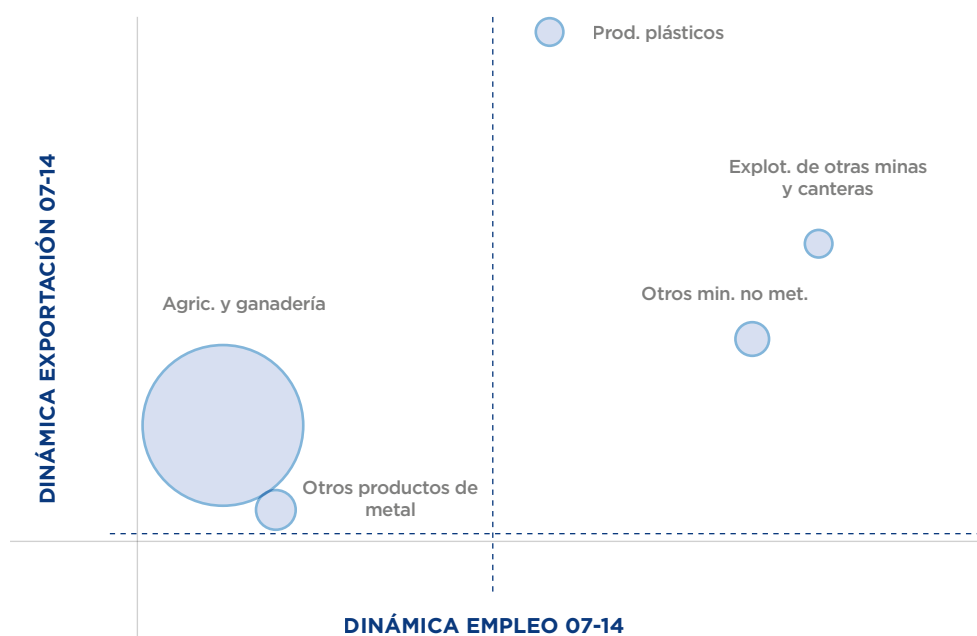 Prod. plásticos
Explot. de otras minas
y canteras
Otros min. no met.
Agric. y ganadería
Otros productos de
metal
DINÁMICA EXPORTACIÓN 07-14
DINÁMICA EMPLEO 07-14